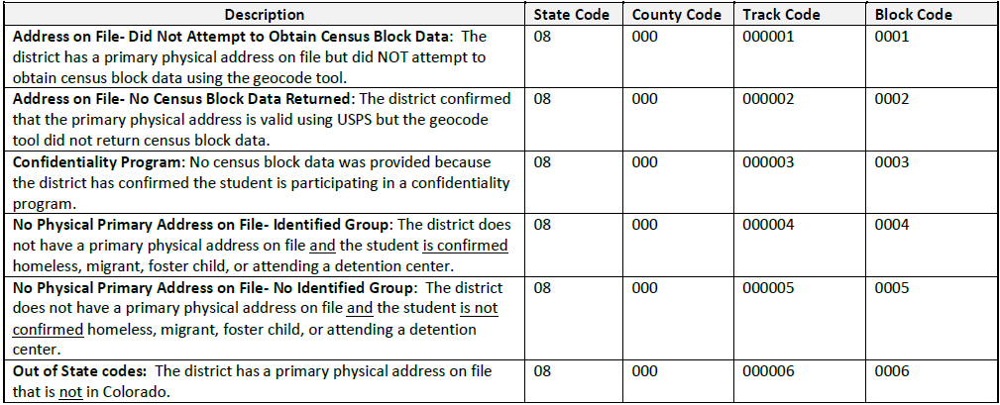 Description State Code County Code Track Code Block Code
Address on File- Did Not Attempt to Obtain Census Block Data: The 08 000 000001 0001
district has a primary physical address on file but did NOT attempt to
obtain census block data using the geocode tool.
Address on File- No Census Block Data Returned: The district confirmed 08 000 000002 0002
that the primary physical address is valid using USPS but the geocode
tool did not return census block data.
Confidentiality Program: No census block data was provided because 08 000 000003 0003
the district has confirmed the student is participating in a confidentiality
program.
No Physical Primary Address on File- Identified Group: The district does 08 000 000004 0004
not have a primary physical address on file and the student is confirmed
homeless, migrant, foster child, or attending a detention center.
No Physical Primary Address on File- No Identified Group: The district 08 000 000005 0005
does not have a primary physical address on file and the student is not
confirmed homeless, migrant, foster child, or attending a detention
center.
Out of State codes: The district has a primary physical address on file 08 000 000006 0006
that is not in Colorado.